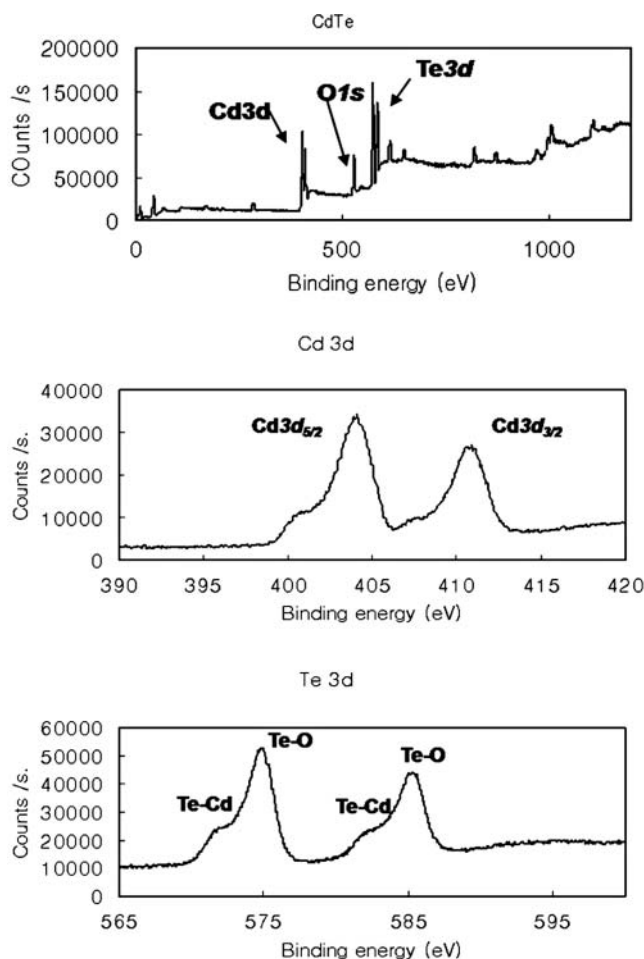 CdTe
COunts /s
200000
150000
100000
50000
0
Cd3d
O1s
Te3d
0 500 1000
Binding energy (eV)
Cd 3d
Counts /s.
40000
30000
20000
10000
0
Cd3d5/2
Cd3d3/2
390 395 400 405 410 415 420
Binding energy (eV)
Te 3d
Counts /s.
60000
50000
40000
30000
20000
10000
0
Te-O
Te-O
Te-Cd
Te-Cd
565 575 585 595
Binding energy (eV)